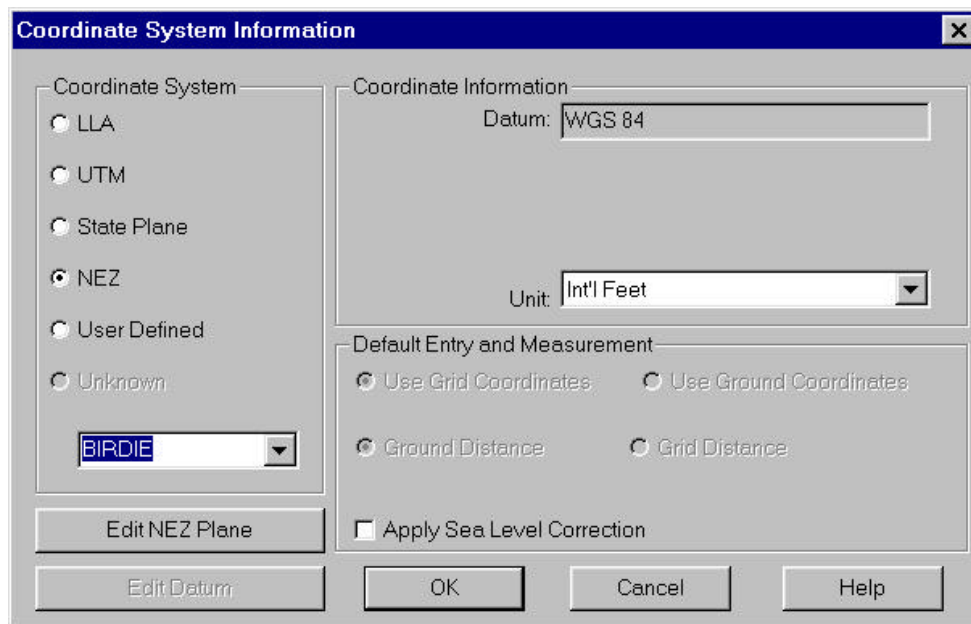 Coordinate System Information
Coordinate System
LLA
UTM
State Plane
NEZ
User Defined
Unknown
BIRDIE
Edit NEZ Plane
Edit Datum
Coordinate Information
Datum: WGS 84
Unit: Int'l Feet
Default Entry and Measurement
Use Grid Coordinates Use Ground Coordinates
Ground Distance Grid Distance
Apply Sea Level Correction
OK Cancel Help